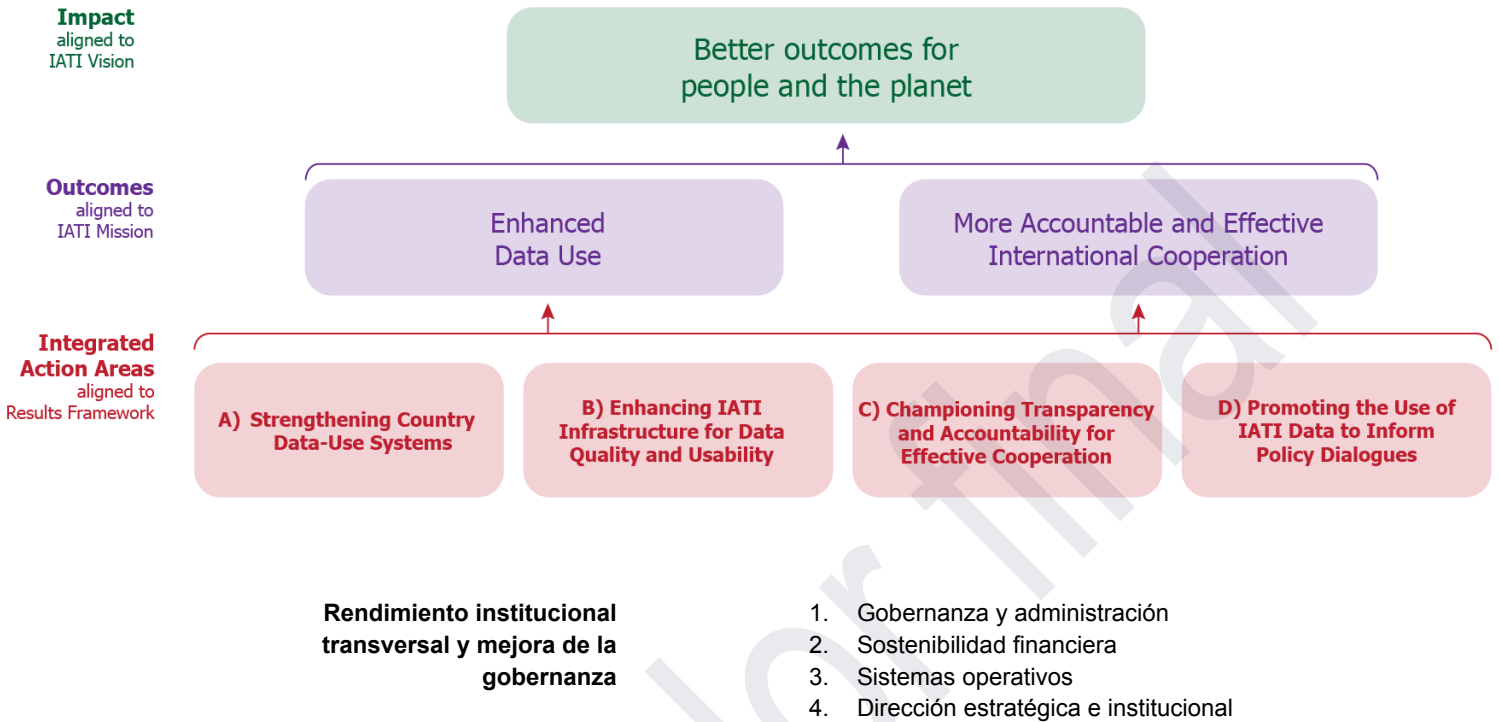 Impact
aligned to
IATI Vision
Better outcomes for
people and the planet
Outcomes
aligned to
IATI Mission
Enhanced
Data Use
More Accountable and Effective
International Cooperation
Integrated
Action Areas
aligned to
Results Framework
A) Strengthening Country
Data-Use Systems
B) Enhancing IATI
Infrastructure for Data
Quality and Usability
C) Championing Transparency
and Accountability for
Effective Cooperation
D) Promoting the Use of
IATI Data to Inform
Policy Dialogues
Rendimiento institucional
transversal y mejora de la
gobernanza
1. Gobernanza y administración
2. Sostenibilidad financiera
3. Sistemas operativos
4. Dirección estratégica e institucional
final